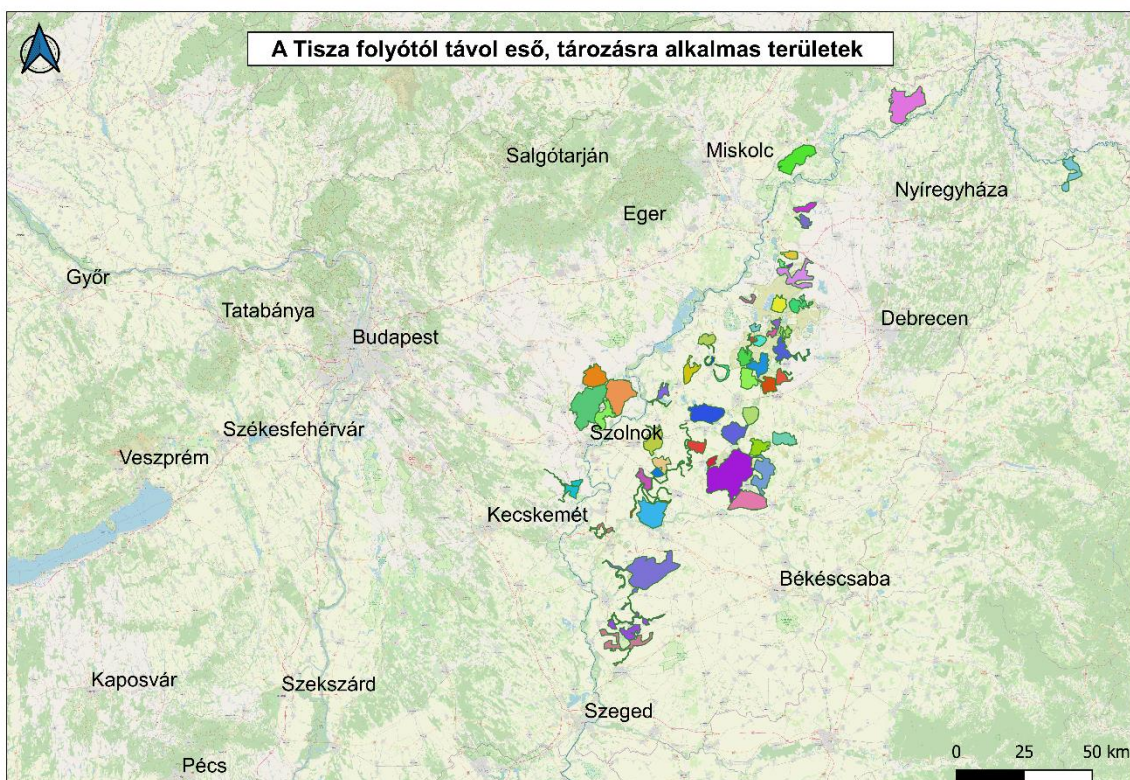 A Tisza folyótól távol eső, tározásra alkalmas területek
Salgótarján
Miskolc
Nyíregyháza
Eger
Győr
Tatabánya
Budapest
Debrecen
Székesfehérvár
Szolnok
Veszprém
Kecskemét
Békéscsaba
Kaposvár
Szekszárd
Szeged
Pécs
0 25 50 km